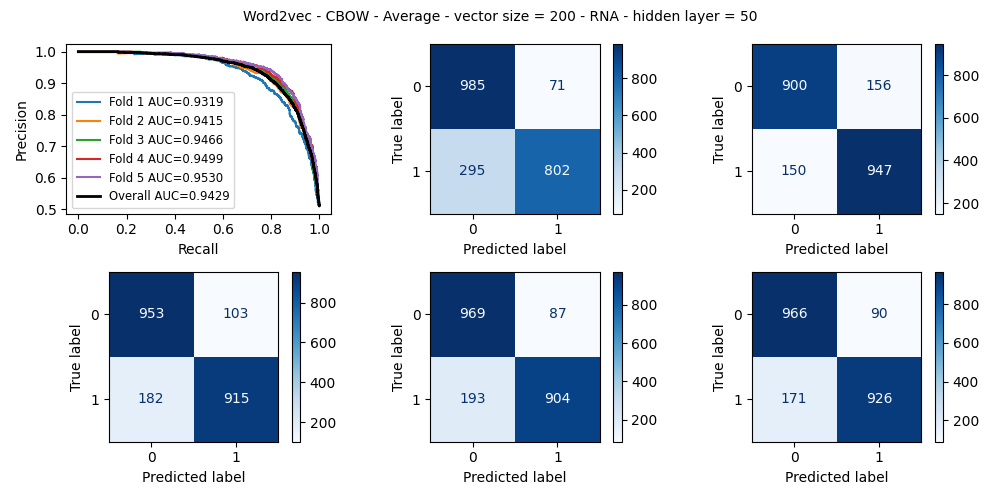 Word2vec - CBOW - Average - vector size = 200 - RNA - hidden layer = 50
1.0
0.9
0.8
0.7
0.6
0.5
Precision
Fold 1 AUC=0.9319
Fold 2 AUC=0.9415
Fold 3 AUC=0.9466
Fold 4 AUC=0.9499
Fold 5 AUC=0.9530
Overall AUC=0.9429
0.0 0.2 0.4 0.6 0.8 1.0
Recall
True label
0
1
985 71
295 802
0 1
Predicted label
800
600
400
200
True label
0
1
900 156
150 947
0 1
Predicted label
800
600
400
200
True label
0
1
953 103
182 915
0 1
Predicted label
800
600
400
200
True label
0
1
969 87
193 904
0 1
Predicted label
800
600
400
200
True label
0
1
966 90
171 926
0 1
Predicted label
800
600
400
200